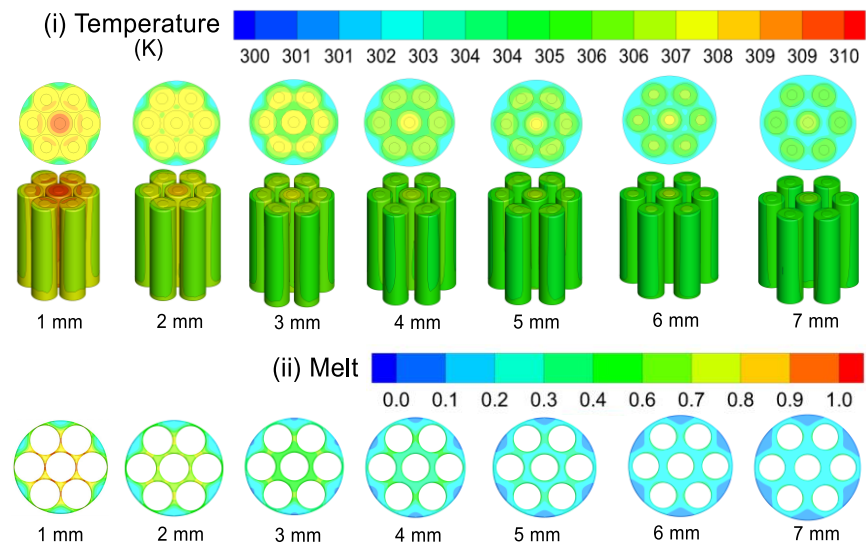 (i) Temperature
(K)
300 301 301 302 303 304 304 305 306 306 307 308 309 309 310
1 mm 2 mm 3 mm 4 mm 5 mm 6 mm 7 mm
(ii) Melt
0.0 0.1 0.2 0.3 0.4 0.6 0.7 0.8 0.9 1.0
1 mm 2 mm 3 mm 4 mm 5 mm 6 mm 7 mm